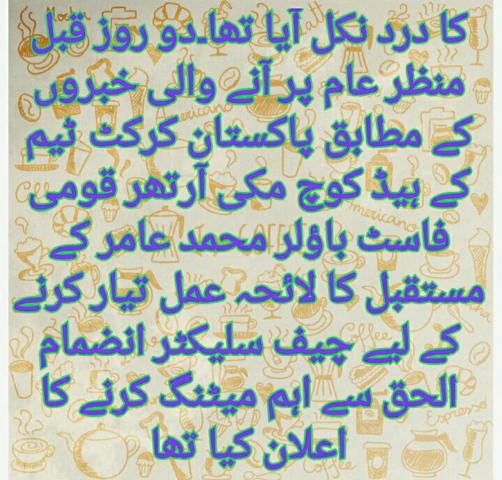 کا درد نکل آیا تھا۔دو روز قبل
منظر عام پر آنے والی خبروں
کے مطابق پاکستان کرکٹ ٹیم
کے ہیڈ کوچ مکی آرتھر قومی
فاسٹ باؤلر محمد عامر کے
مستقبل کا لائحہ عمل تیار کرنے
کے لیے چیف سلیکٹر انضمام
الحق سے اہم میٹنگ کرنے کا
اعلان کیا تھا